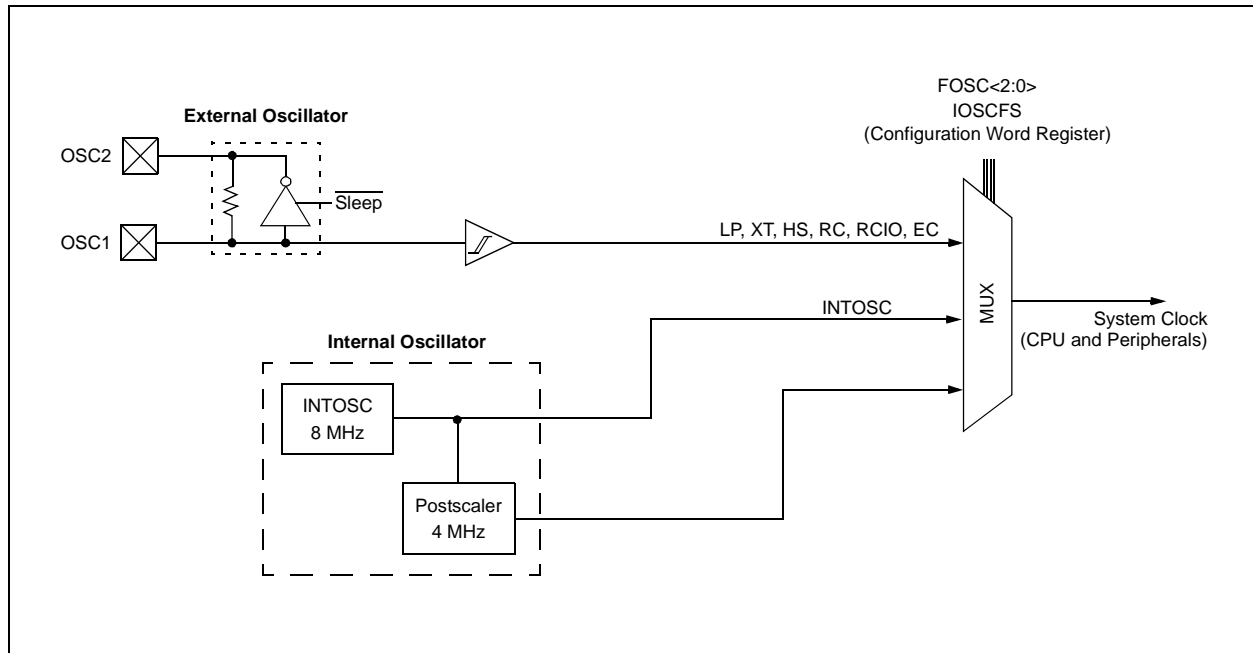 FOSC<2:0>
IOSCFS
(Configuration Word Register)
External Oscillator
OSC2
Sleep
OSC1
LP, XT, HS, RC, RCIO, EC
MUX
INTOSC
System Clock
(CPU and Peripherals)
Internal Oscillator
INTOSC
8 MHz
Postscaler
4 MHz